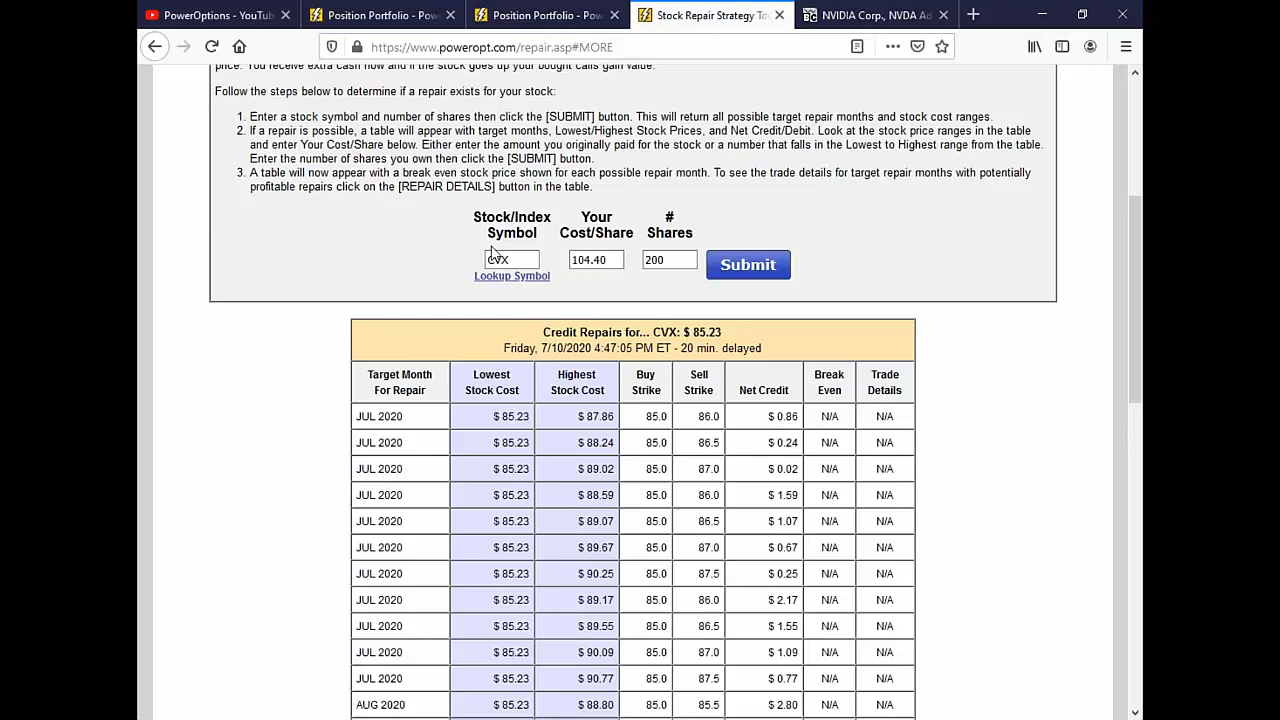 PowerOptions - YouTub
Position Portfolio - Pow
Position Portfolio - Pow
Stock Repair Strategy To
NVIDIA Corp., NVDA Ad
https://www.poweropt.com/repair.asp#MORE
price. You receive extra cash now and if the stock goes up your bought calls gain value.
Follow the steps below to determine if a repair exists for your stock:
1. Enter a stock symbol and number of shares then click the [SUBMIT] button. This will return all possible target repair months and stock cost ranges.
2. If a repair is possible, a table will appear with target months, Lowest/Highest Stock Prices, and Net Credit/Debit. Look at the stock price ranges in the table
and enter Your Cost/Share below. Either enter the amount you originally paid for the stock or a number that falls in the Lowest to Highest range from the table.
Enter the number of shares you own then click the [SUBMIT] button.
3. A table will now appear with a break even stock price shown for each possible repair month. To see the trade details for target repair months with potentially
profitable repairs click on the [REPAIR DETAILS] button in the table.
Stock/Index Your #
Symbol Cost/Share Shares
CVX 104.40 200 Submit
Lookup Symbol
Credit Repairs for... CVX: $ 85.23
Friday, 7/10/2020 4:47:05 PM ET - 20 min. delayed
Target Month Lowest Highest Buy Sell Break Trade
For Repair Stock Cost Stock Cost Strike Strike Net Credit Even Details
JUL 2020 $ 85.23 $ 87.86 85.0 86.0 $ 0.86 N/A N/A
JUL 2020 $ 85.23 $ 88.24 85.0 86.5 $ 0.24 N/A N/A
JUL 2020 $ 85.23 $ 89.02 85.0 87.0 $ 0.02 N/A N/A
JUL 2020 $ 85.23 $ 88.59 85.0 86.0 $ 1.59 N/A N/A
JUL 2020 $ 85.23 $ 89.07 85.0 86.5 $ 1.07 N/A N/A
JUL 2020 $ 85.23 $ 89.67 85.0 87.0 $ 0.67 N/A N/A
JUL 2020 $ 85.23 $ 90.25 85.0 87.5 $ 0.25 N/A N/A
JUL 2020 $ 85.23 $ 89.17 85.0 86.0 $ 2.17 N/A N/A
JUL 2020 $ 85.23 $ 89.55 85.0 86.5 $ 1.55 N/A N/A
JUL 2020 $ 85.23 $ 90.09 85.0 87.0 $ 1.09 N/A N/A
JUL 2020 $ 85.23 $ 90.77 85.0 87.5 $ 0.77 N/A N/A
AUG 2020 $ 85.23 $ 88.80 85.0 85.5 $ 2.80 N/A N/A